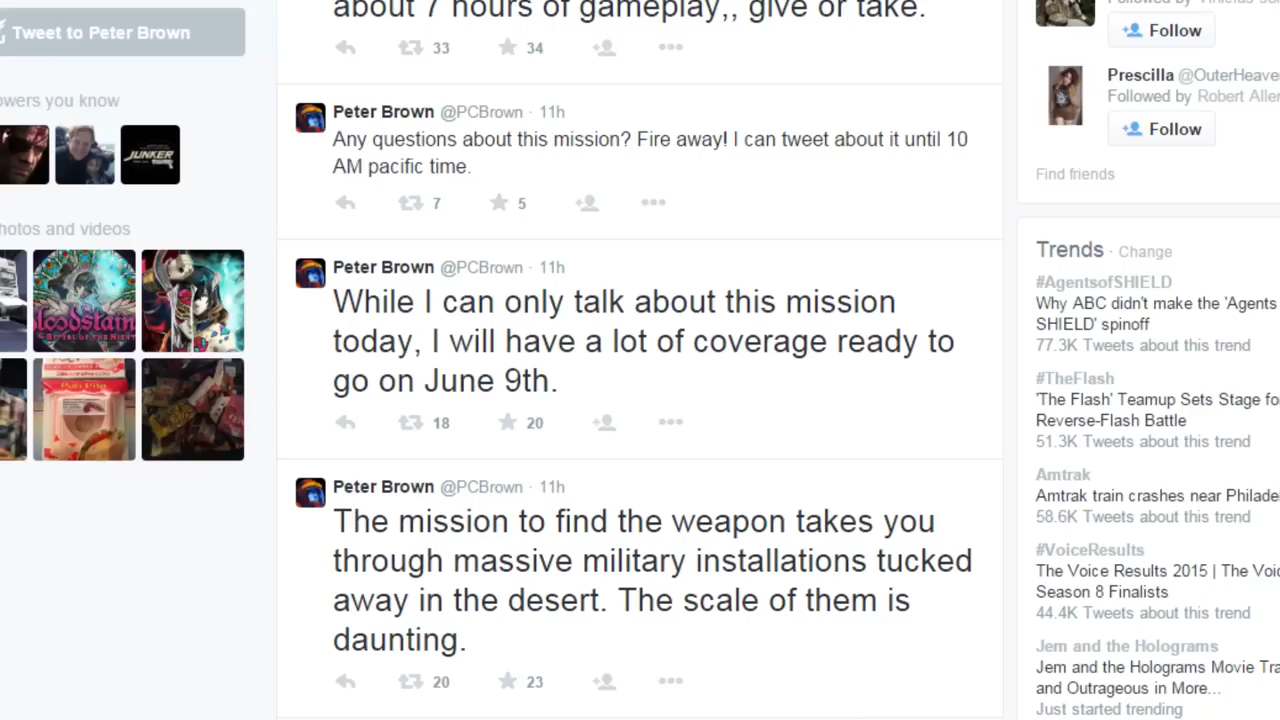 Tweet to Peter Brown
owers you know
JUNKER
hotos and videos
about 7 hours of gameplay,, give or take.
33 34
Peter Brown @PCBrown · 11h
Any questions about this mission? Fire away! I can tweet about it until 10
AM pacific time.
7 5
Peter Brown @PCBrown · 11h
While I can only talk about this mission
today, I will have a lot of coverage ready to
go on June 9th.
18 20
Peter Brown @PCBrown · 11h
The mission to find the weapon takes you
through massive military installations tucked
away in the desert. The scale of them is
daunting.
20 23
Follow
Prescilla @OuterHeave
Followed by Robert Aller
Follow
Find friends
Trends · Change
#AgentsofSHIELD
Why ABC didn't make the 'Agents
SHIELD' spinoff
77.3K Tweets about this trend
#TheFlash
'The Flash' Teamup Sets Stage fo
Reverse-Flash Battle
51.3K Tweets about this trend
Amtrak
Amtrak train crashes near Philade
58.6K Tweets about this trend
#VoiceResults
The Voice Results 2015 | The Voic
Season 8 Finalists
44.4K Tweets about this trend
Jem and the Holograms
Jem and the Holograms Movie Tra
and Outrageous in More...
Just started trending